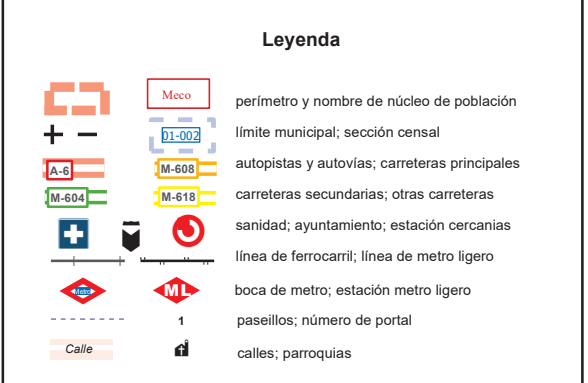 Leyenda
Meco
perímetro y nombre de núcleo de población
01-002
límite municipal; sección censal
A-6 M-608
autopistas y autovías; carreteras principales
M-604 M-618
carreteras secundarias; otras carreteras
sanidad; ayuntamiento; estación cercanias
línea de ferrocarril; línea de metro ligero
Metro ML
boca de metro; estación metro ligero
1
paseillos; número de portal
Calle
calles; parroquias